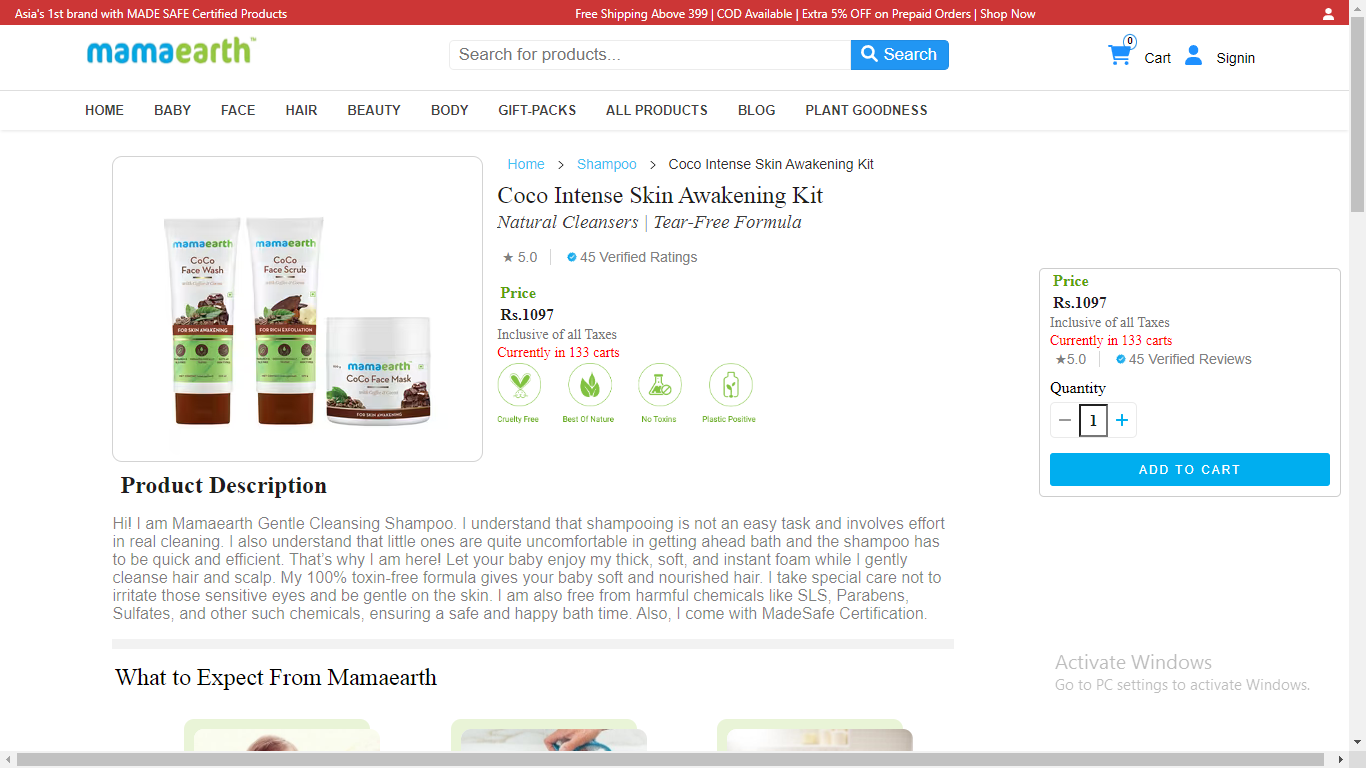 Asia's 1st brand with MADE SAFE Certified Products
Free Shipping Above 399 | COD Available | Extra 5% OFF on Prepaid Orders | Shop Now
mamaearth™
Search for products...
Search
0
Cart
Signin
HOME BABY FACE HAIR BEAUTY BODY GIFT-PACKS ALL PRODUCTS BLOG PLANT GOODNESS
Home > Shampoo > Coco Intense Skin Awakening Kit
Coco Intense Skin Awakening Kit
Natural Cleansers | Tear-Free Formula
★ 5.0 45 Verified Ratings
Price
Rs.1097
Inclusive of all Taxes
Currently in 133 carts
Cruelty Free
Best Of Nature
No Toxins
Plastic Positive
mamaearth
CoCo
Face Wash
with Coffee & Cocoa
FOR SKIN AWAKENING
mamaearth
CoCo
Face Scrub
with Coffee & Cocoa
FOR RICH EXFOLIATION
mamaearth
CoCo Face Mask
with Coffee & Cocoa
FOR SKIN AWAKENING
Price
Rs.1097
Inclusive of all Taxes
Currently in 133 carts
★5.0 45 Verified Reviews
Quantity
− 1 +
ADD TO CART
Product Description
Hi! I am Mamaearth Gentle Cleansing Shampoo. I understand that shampooing is not an easy task and involves effort
in real cleaning. I also understand that little ones are quite uncomfortable in getting ahead bath and the shampoo has
to be quick and efficient. That’s why I am here! Let your baby enjoy my thick, soft, and instant foam while I gently
cleanse hair and scalp. My 100% toxin-free formula gives your baby soft and nourished hair. I take special care not to
irritate those sensitive eyes and be gentle on the skin. I am also free from harmful chemicals like SLS, Parabens,
Sulfates, and other such chemicals, ensuring a safe and happy bath time. Also, I come with MadeSafe Certification.
What to Expect From Mamaearth
Activate Windows
Go to PC settings to activate Windows.